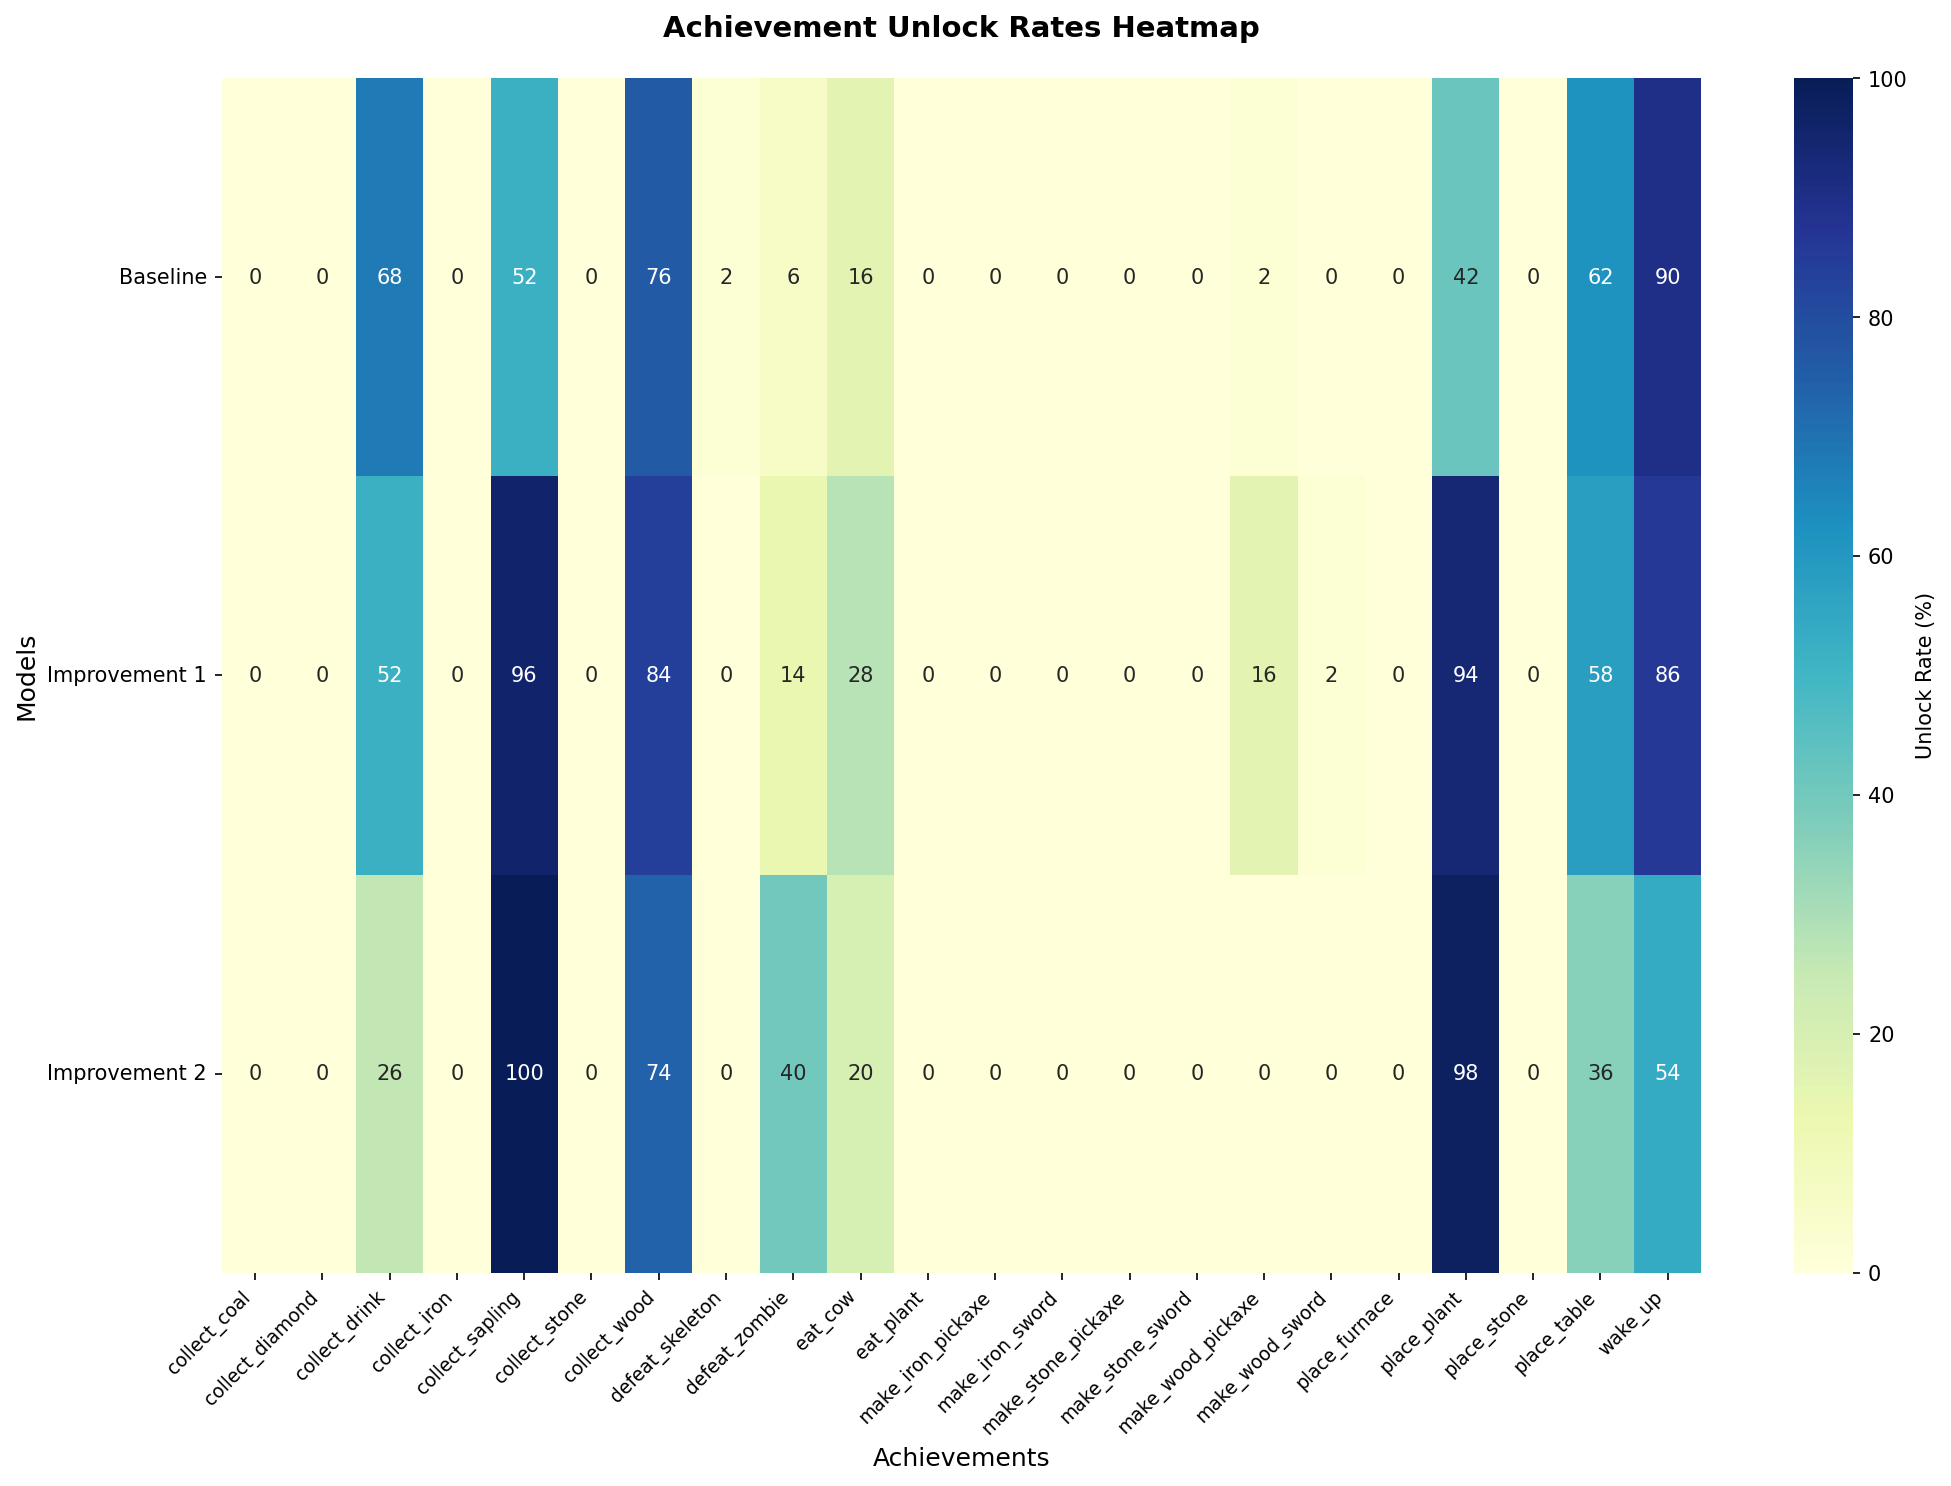 Achievement Unlock Rates Heatmap
Models
Baseline
0 0 68 0 52 0 76 2 6 16 0 0 0 0 0 2 0 0 42 0 62 90
Improvement 1
0 0 52 0 96 0 84 0 14 28 0 0 0 0 0 16 2 0 94 0 58 86
Improvement 2
0 0 26 0 100 0 74 0 40 20 0 0 0 0 0 0 0 0 98 0 36 54
collect_coal
collect_diamond
collect_drink
collect_iron
collect_sapling
collect_stone
collect_wood
defeat_skeleton
defeat_zombie
eat_cow
eat_plant
make_iron_pickaxe
make_iron_sword
make_stone_pickaxe
make_stone_sword
make_wood_pickaxe
make_wood_sword
place_furnace
place_plant
place_stone
place_table
wake_up
Achievements
100
80
60
40
20
0
Unlock Rate (%)